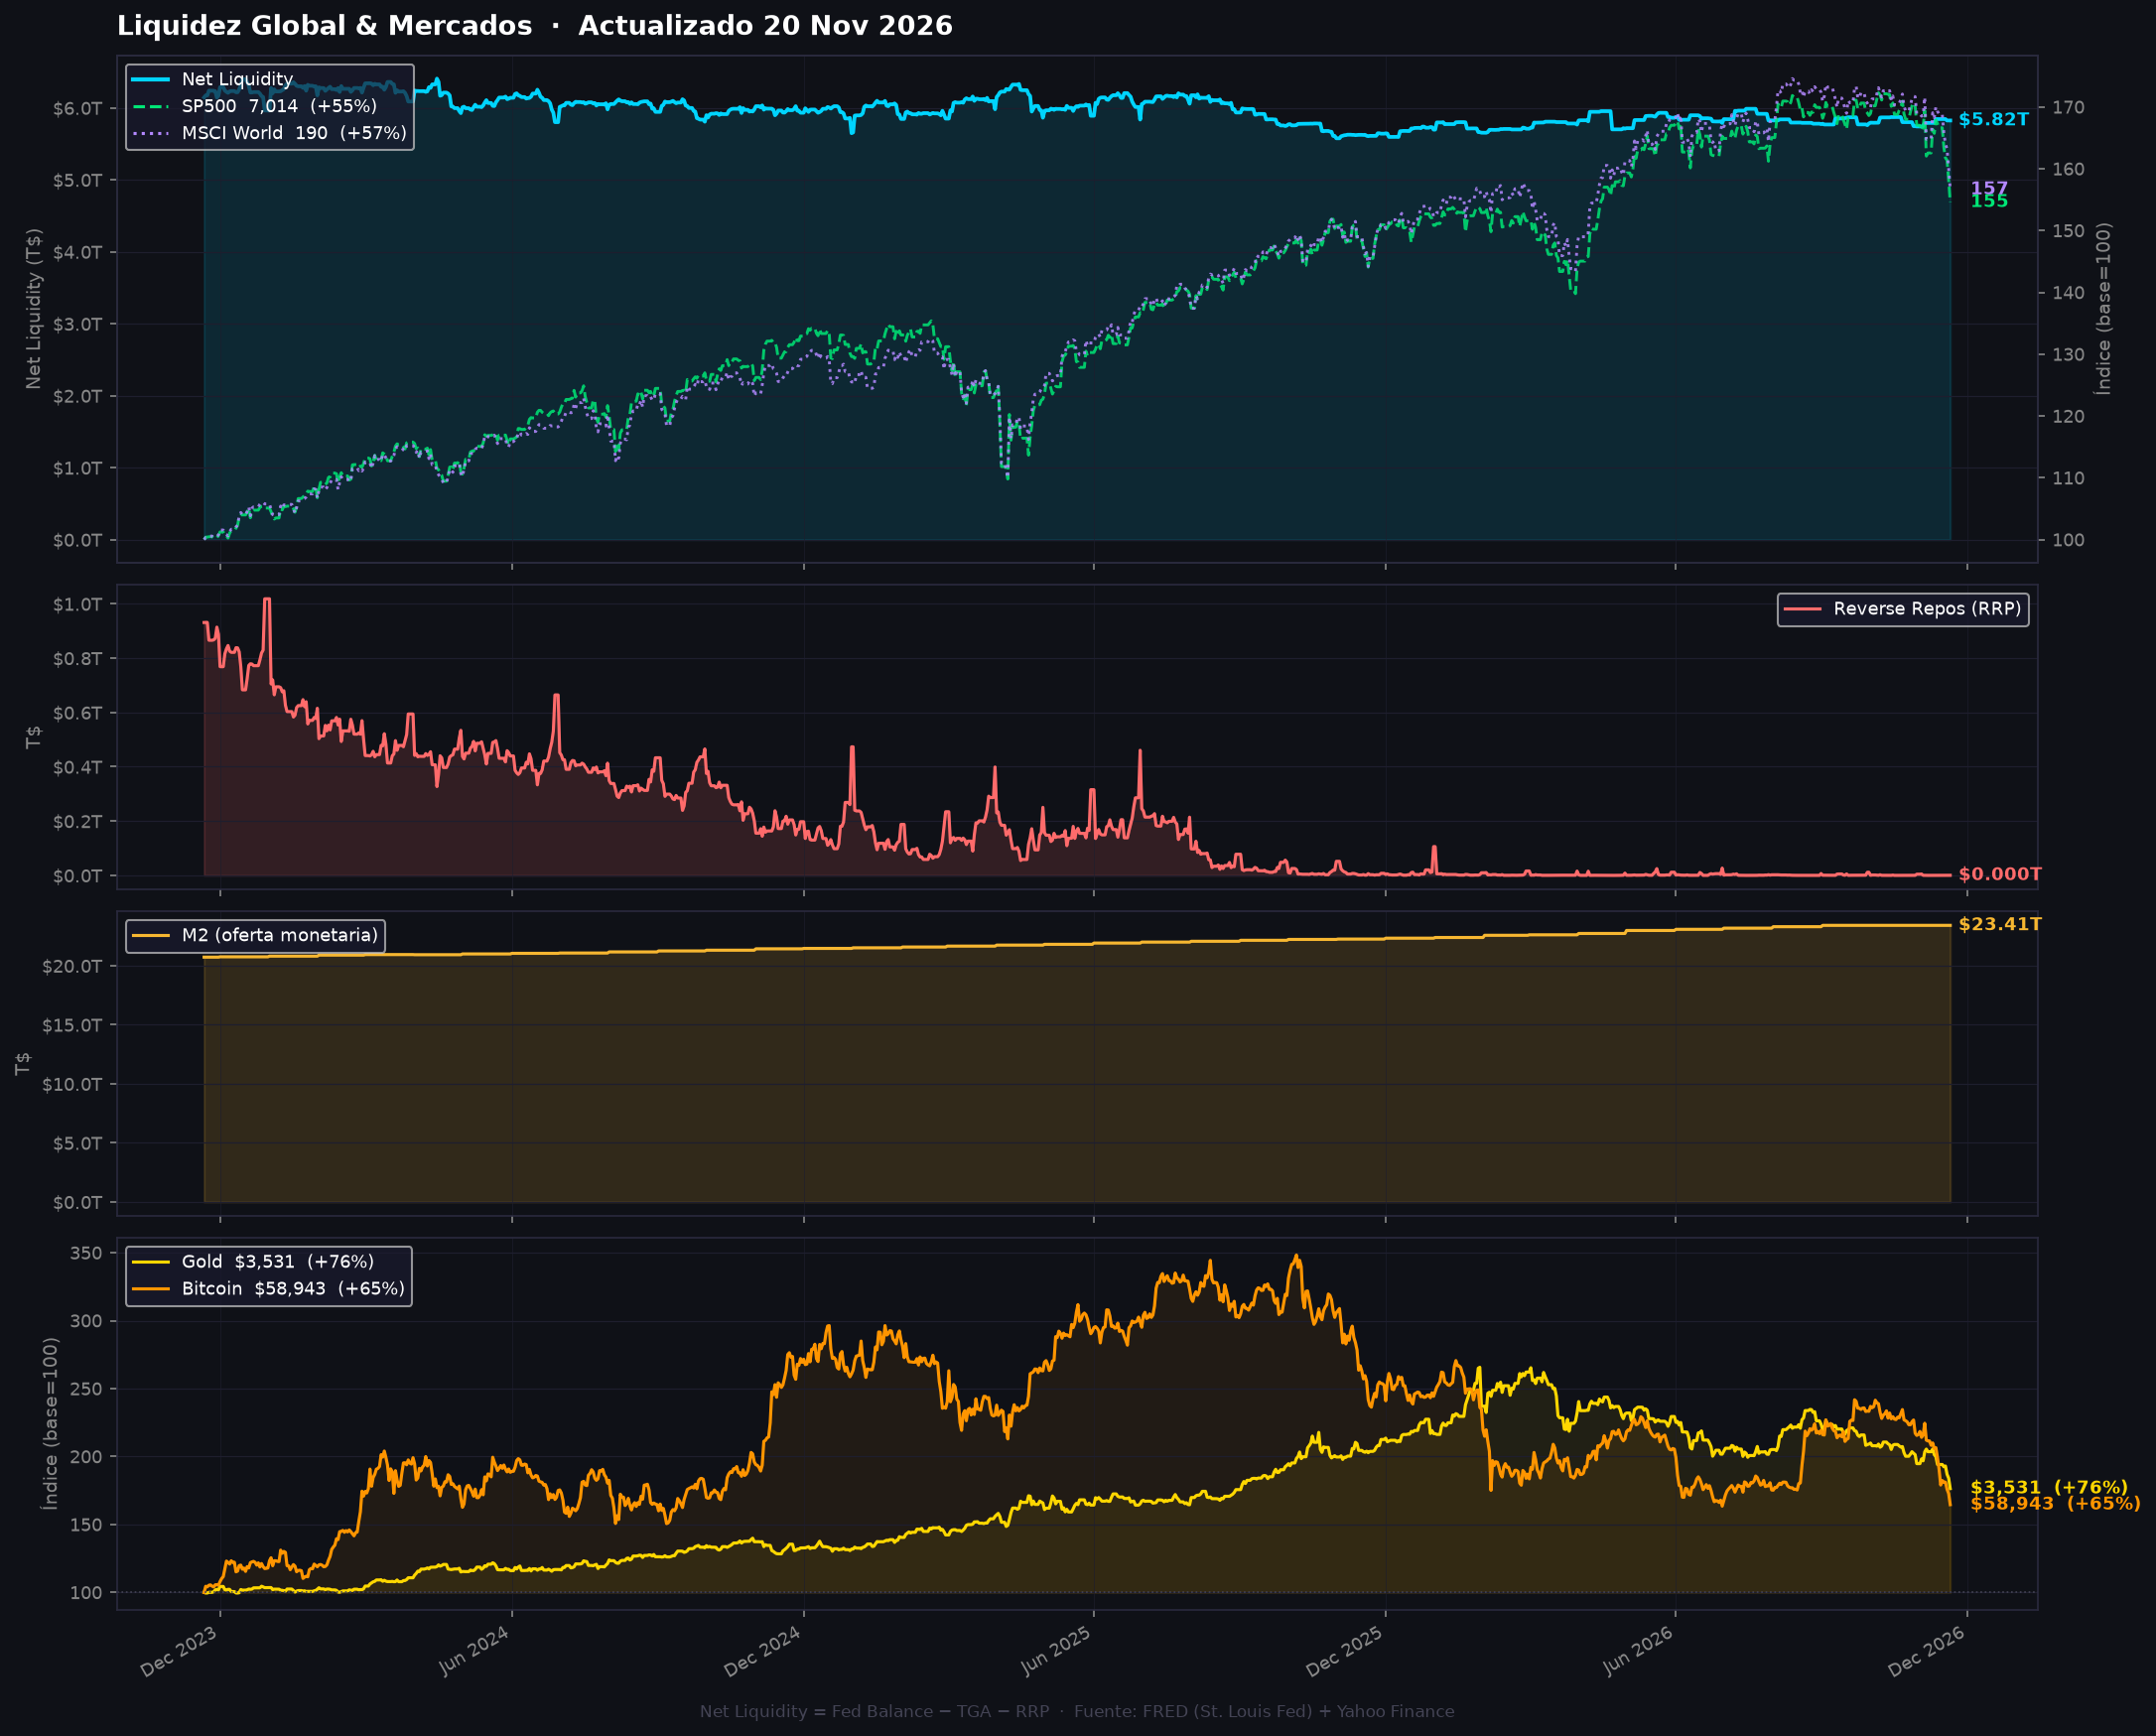 Liquidez Global & Mercados · Actualizado 20 Nov 2026
Net Liquidity
SP500 7,014 (+55%)
MSCI World 190 (+57%)
Net Liquidity (T$)
$6.0T
$5.0T
$4.0T
$3.0T
$2.0T
$1.0T
$0.0T
170
160
150
140
130
120
110
100
Índice (base=100)
$5.82T
157
155
Reverse Repos (RRP)
T$
$1.0T
$0.8T
$0.6T
$0.4T
$0.2T
$0.0T
$0.000T
M2 (oferta monetaria)
T$
$20.0T
$15.0T
$10.0T
$5.0T
$0.0T
$23.41T
Gold $3,531 (+76%)
Bitcoin $58,943 (+65%)
Índice (base=100)
350
300
250
200
150
100
$3,531 (+76%)
$58,943 (+65%)
Dec 2023
Jun 2024
Dec 2024
Jun 2025
Dec 2025
Jun 2026
Dec 2026
Net Liquidity = Fed Balance − TGA − RRP · Fuente: FRED (St. Louis Fed) + Yahoo Finance